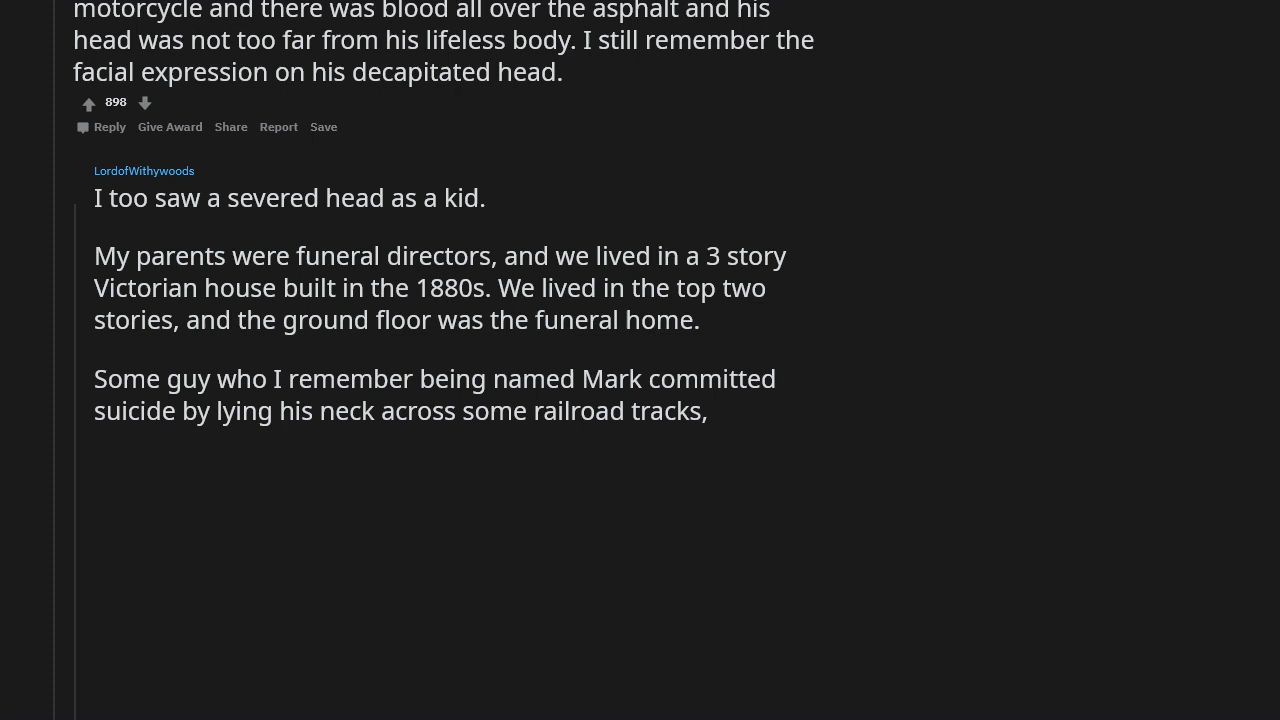 motorcycle and there was blood all over the asphalt and his
head was not too far from his lifeless body. I still remember the
facial expression on his decapitated head.
898
Reply Give Award Share Report Save
LordofWithywoods
I too saw a severed head as a kid.
My parents were funeral directors, and we lived in a 3 story
Victorian house built in the 1880s. We lived in the top two
stories, and the ground floor was the funeral home.
Some guy who I remember being named Mark committed
suicide by lying his neck across some railroad tracks,